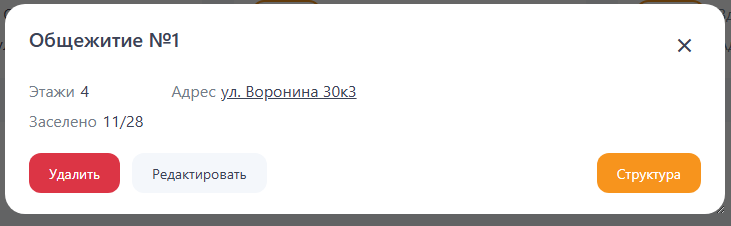 Общежитие №1
Этажи 4 Адрес ул. Воронина 30к3
Заселено 11/28
Удалить Редактировать Структура